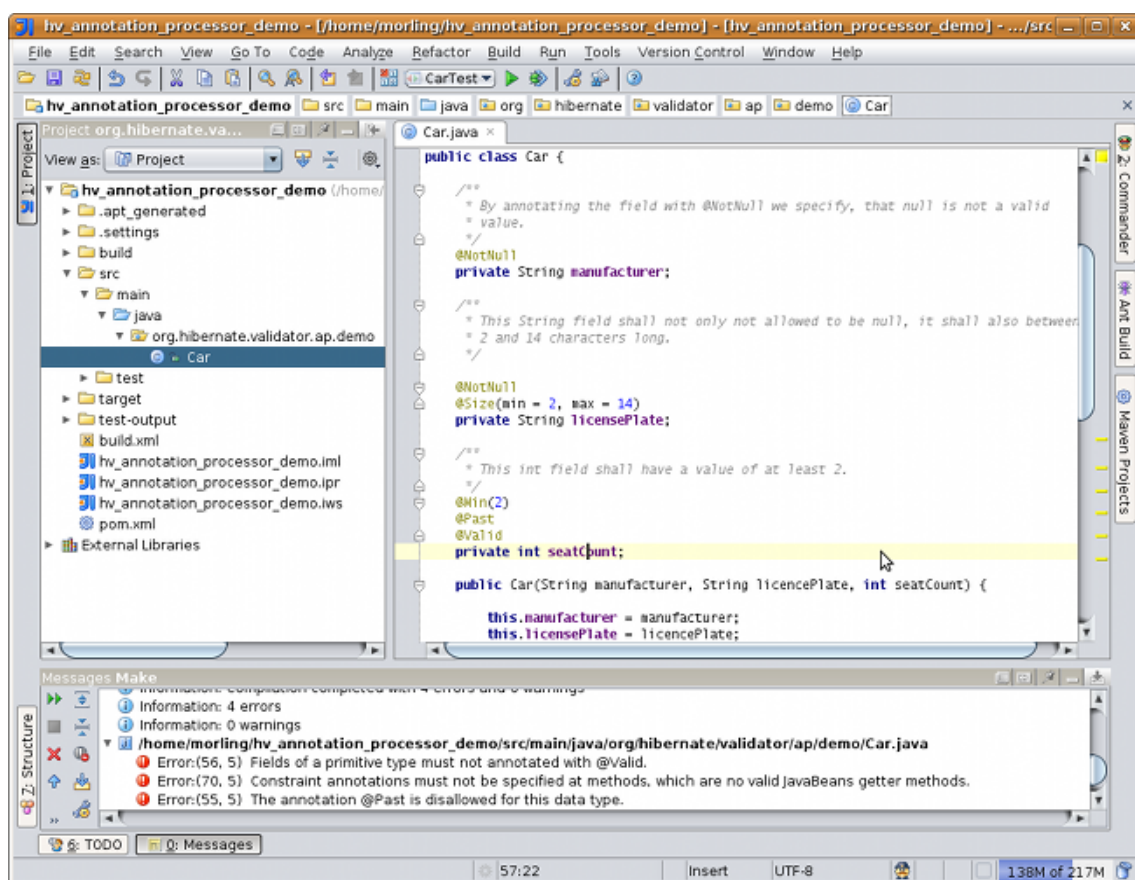 hv_annotation_processor_demo - [/home/morling/hv_annotation_processor_demo] - [hv_annotation_processor_demo] - .../src
File Edit Search View Go To Code Analyze Refactor Build Run Tools Version Control Window Help
CarTest
hv_annotation_processor_demo src main java org hibernate validator ap demo Car
1: Project
Project org.hibernate.va...
View as: Project
hv_annotation_processor_demo (/home/
.apt_generated
.settings
build
src
main
java
org.hibernate.validator.ap.demo
Car
test
target
test-output
build.xml
hv_annotation_processor_demo.iml
hv_annotation_processor_demo.ipr
hv_annotation_processor_demo.iws
pom.xml
External Libraries
Car.java
public class Car {
/**
* By annotating the field with @NotNull we specify, that null is not a valid
* value.
*/
@NotNull
private String manufacturer;
/**
* This String field shall not only not allowed to be null, it shall also between
* 2 and 14 characters long.
*/
@NotNull
@Size(min = 2, max = 14)
private String licensePlate;
/**
* This int field shall have a value of at least 2.
*/
@Min(2)
@Past
@Valid
private int seatCount;
public Car(String manufacturer, String licencePlate, int seatCount) {
this.manufacturer = manufacturer;
this.licensePlate = licencePlate;
2: Commander
Ant Build
Maven Projects
Messages Make
Information: Compilation completed with 4 errors and 0 warnings
Information: 4 errors
Information: 0 warnings
/home/morling/hv_annotation_processor_demo/src/main/java/org/hibernate/validator/ap/demo/Car.java
Error:(56, 5) Fields of a primitive type must not annotated with @Valid.
Error:(70, 5) Constraint annotations must not be specified at methods, which are no valid JavaBeans getter methods.
Error:(55, 5) The annotation @Past is disallowed for this data type.
Z: Structure
6: TODO 0: Messages
57:22 Insert UTF-8 138M of 217M